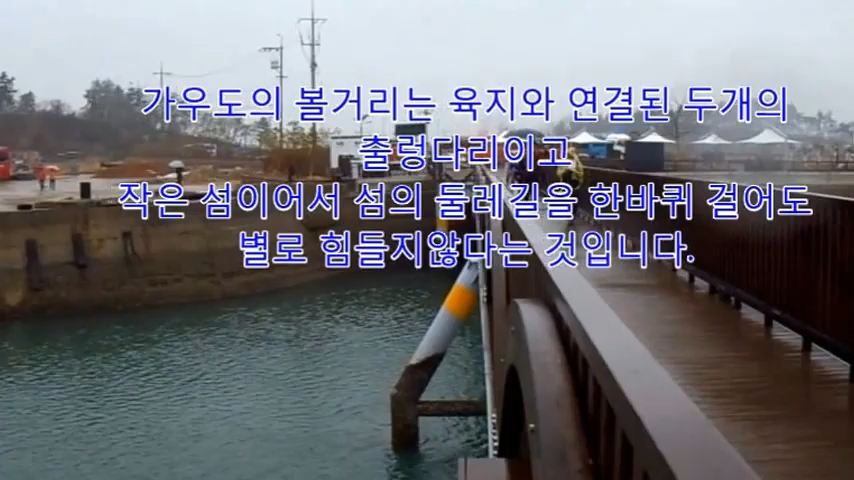 가우도의 볼거리는 육지와 연결된 두개의
출렁다리이고
작은 섬이어서 섬의 둘레길을 한바퀴 걸어도
별로 힘들지않다는 것입니다.